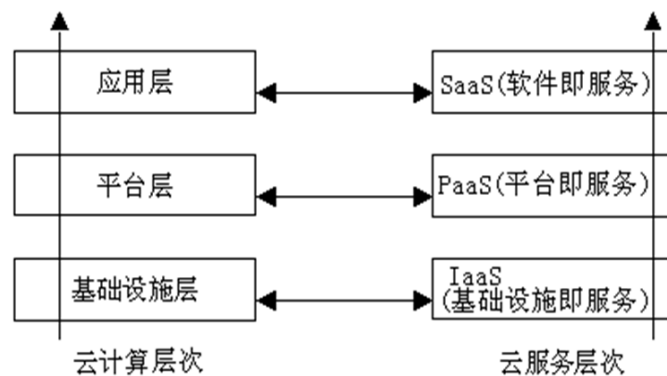 应用层
SaaS(软件即服务)
平台层
PaaS(平台即服务)
基础设施层
IaaS
(基础设施即服务)
云计算层次
云服务层次